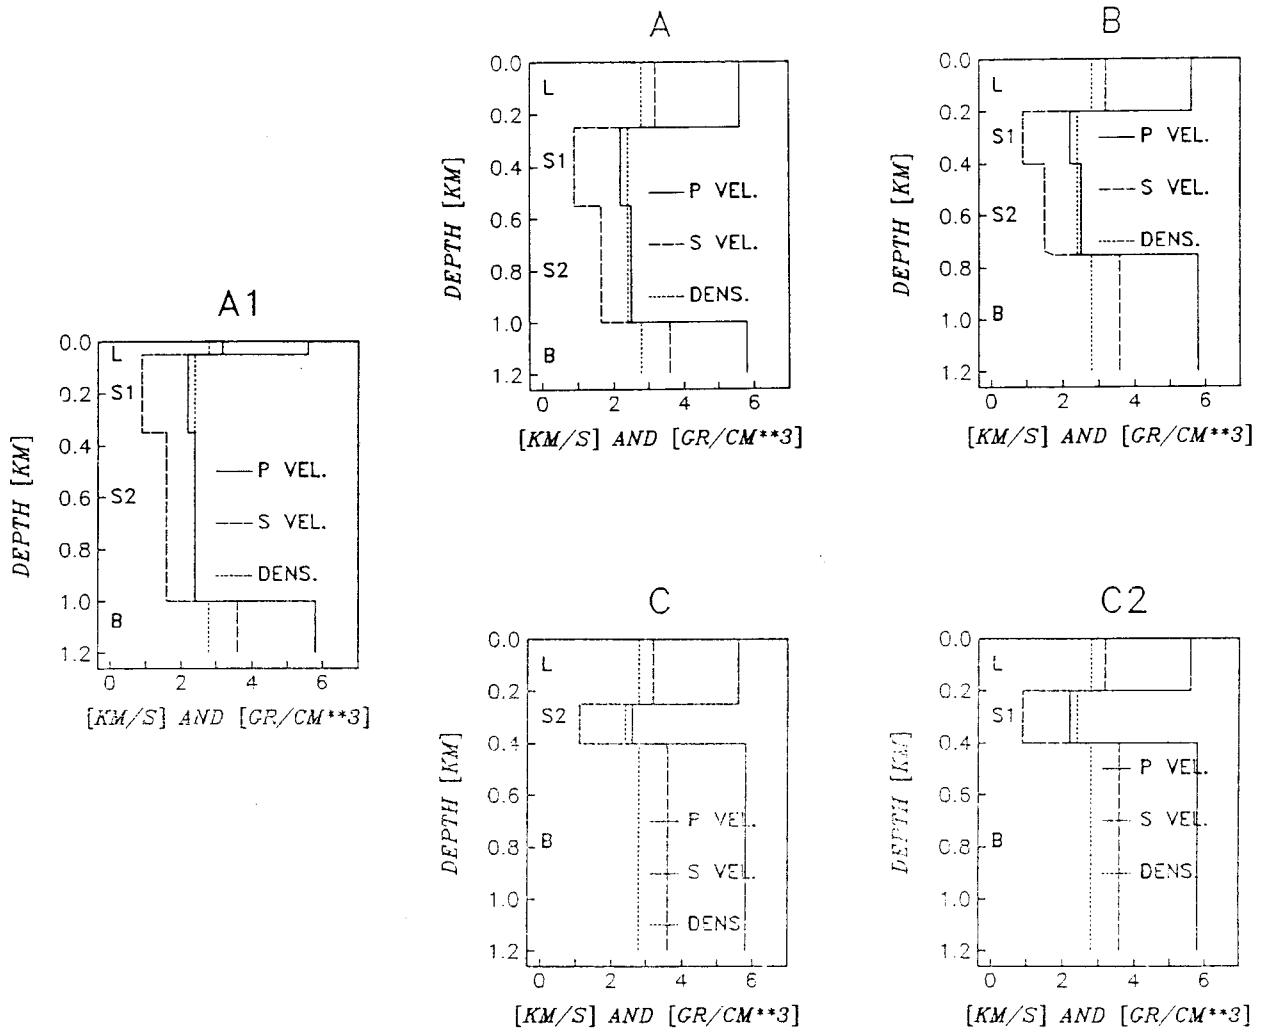 A
0.0
0.2
0.4
0.6
0.8
1.0
1.2
DEPTH [KM]
L
S1
S2
B
P VEL.
S VEL.
DENS.
0 2 4 6
[KM/S] AND [GR/CM**3]
B
0.0
0.2
0.4
0.6
0.8
1.0
1.2
DEPTH [KM]
L
S1
S2
B
P VEL.
S VEL.
DENS.
0 2 4 6
[KM/S] AND [GR/CM**3]
A1
0.0
0.2
0.4
0.6
0.8
1.0
1.2
DEPTH [KM]
L
S1
S2
B
P VEL.
S VEL.
DENS.
0 2 4 6
[KM/S] AND [GR/CM**3]
C
0.0
0.2
0.4
0.6
0.8
1.0
1.2
DEPTH [KM]
L
S2
B
P VEL.
S VEL.
DENS
0 2 4 6
[KM/S] AND [GR/CM**3]
C2
0.0
0.2
0.4
0.6
0.8
1.0
1.2
DEPTH [KM]
L
S1
B
P VEL.
S VEL.
DENS.
0 2 4 6
[KM/S] AND [GR/CM**3]